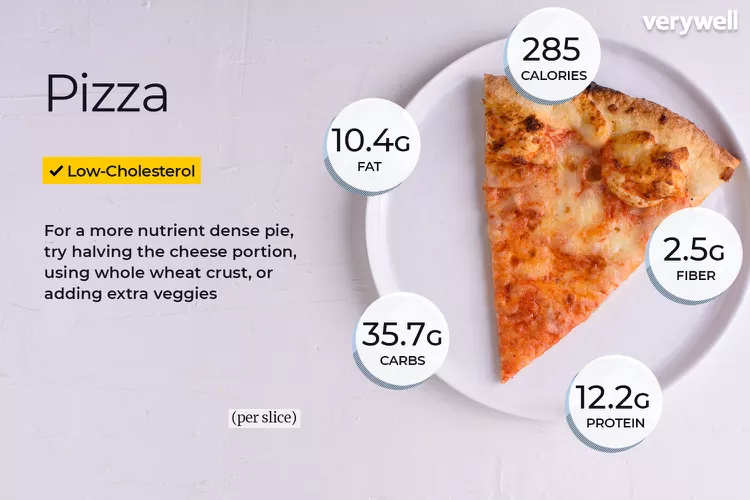 verywell
Pizza
Low-Cholesterol
For a more nutrient dense pie,
try halving the cheese portion,
using whole wheat crust, or
adding extra veggies
(per slice)
285
CALORIES
10.4G
FAT
2.5G
FIBER
35.7G
CARBS
12.2G
PROTEIN